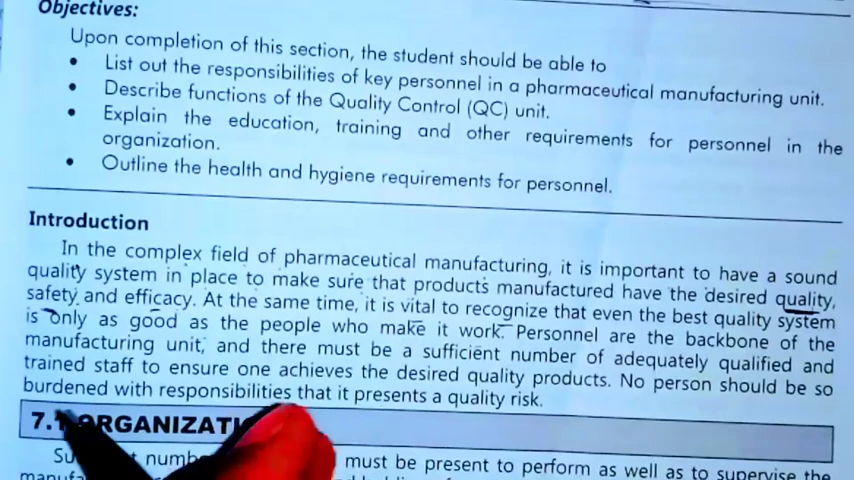 Objectives:
Upon completion of this section, the student should be able to
• List out the responsibilities of key personnel in a pharmaceutical manufacturing unit.
• Describe functions of the Quality Control (QC) unit.
• Explain the education, training and other requirements for personnel in the
organization.
• Outline the health and hygiene requirements for personnel.
Introduction
In the complex field of pharmaceutical manufacturing, it is important to have a sound
quality system in place to make sure that products manufactured have the desired quality,
safety and efficacy. At the same time, it is vital to recognize that even the best quality system
is only as good as the people who make it work. Personnel are the backbone of the
manufacturing unit, and there must be a sufficient number of adequately qualified and
trained staff to ensure one achieves the desired quality products. No person should be so
burdened with responsibilities that it presents a quality risk.
7.1
must be present to perform as well as to supervise the